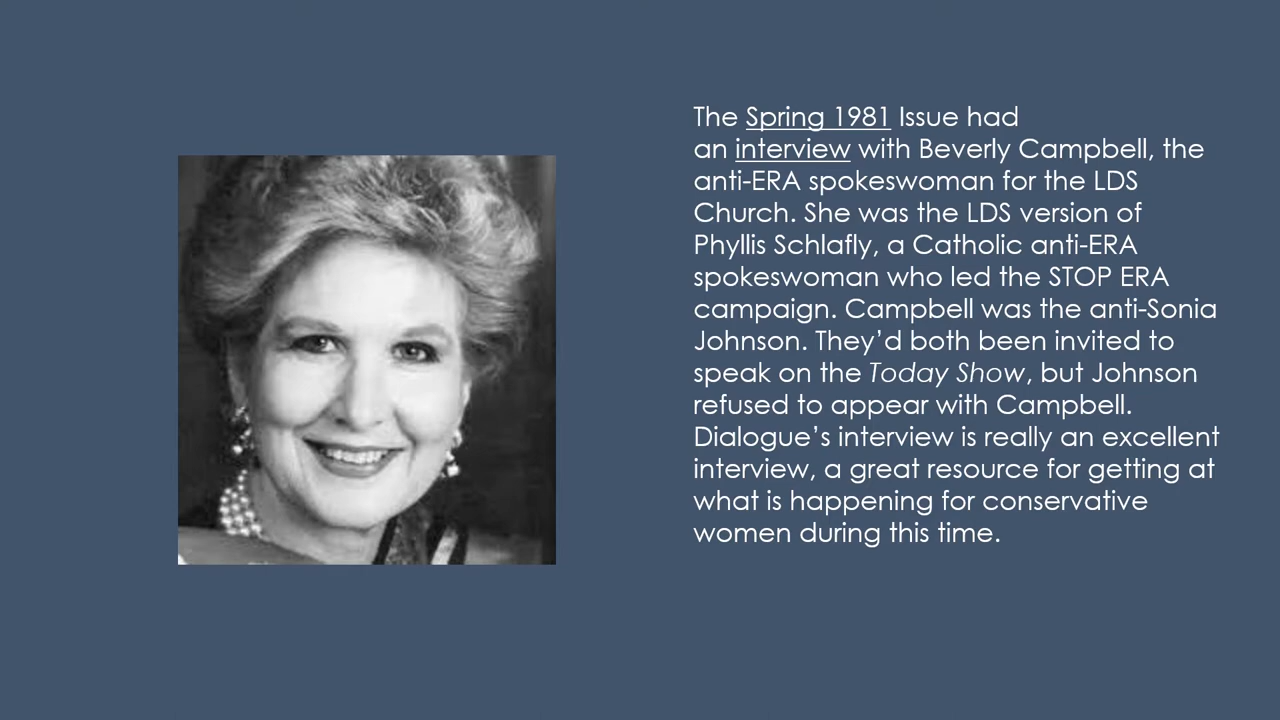 The Spring 1981 Issue had
an interview with Beverly Campbell, the
anti-ERA spokeswoman for the LDS
Church. She was the LDS version of
Phyllis Schlafly, a Catholic anti-ERA
spokeswoman who led the STOP ERA
campaign. Campbell was the anti-Sonia
Johnson. They’d both been invited to
speak on the Today Show, but Johnson
refused to appear with Campbell.
Dialogue’s interview is really an excellent
interview, a great resource for getting at
what is happening for conservative
women during this time.